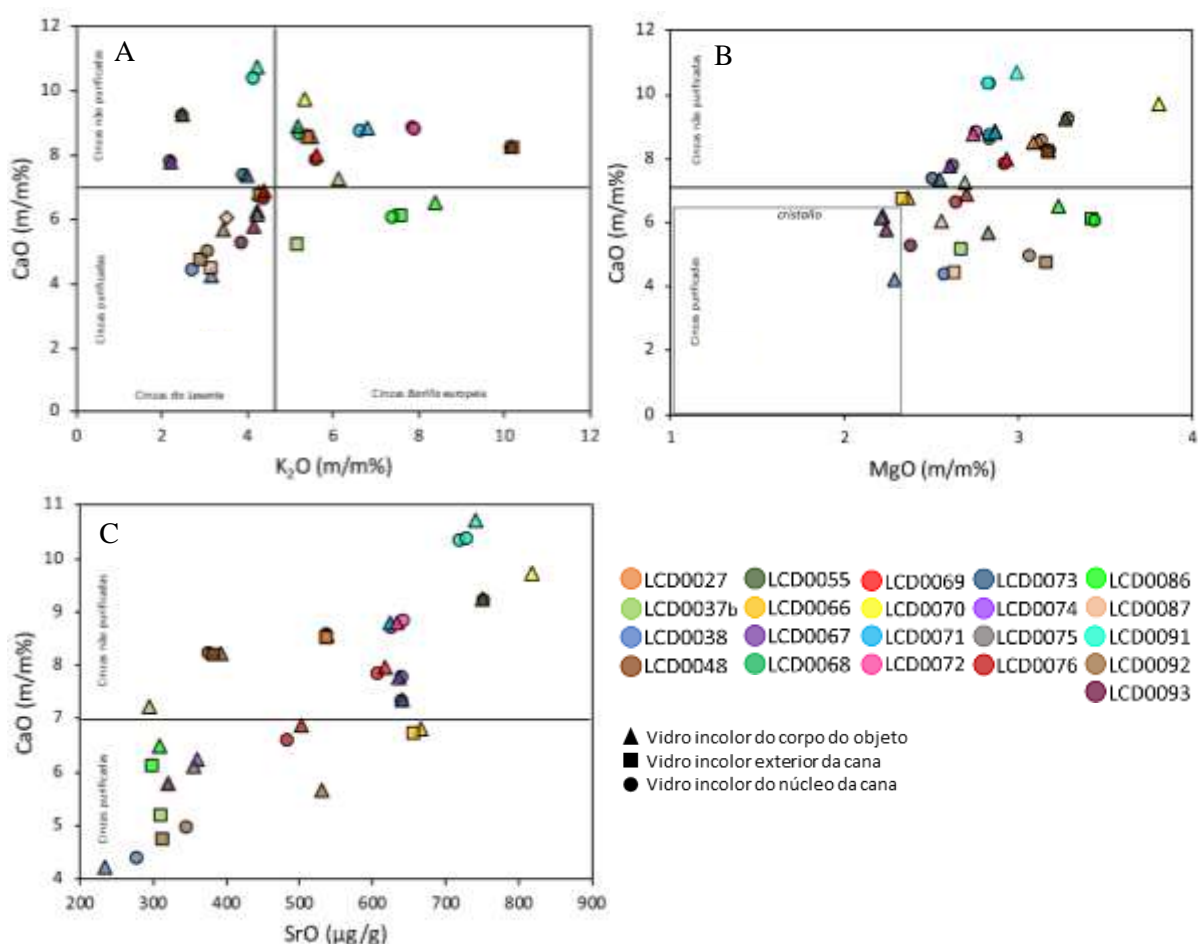 A
12
10
8
6
4
2
0
CaO (m/m%)
Cinzas não purificadas
Cinzas purificadas
Cinzas do Levante
Cinzas Barilla europeia
0 2 4 6 8 10 12
K₂O (m/m%)
B
12
10
8
6
4
2
0
CaO (m/m%)
Cinzas não purificadas
Cinzas purificadas
cristallo
1 2 3 4
MgO (m/m%)
C
11
10
9
8
7
6
5
4
CaO (m/m%)
Cinzas não purificadas
Cinzas purificadas
200 300 400 500 600 700 800 900
SrO (µg/g)
LCD0027 LCD0055 LCD0069 LCD0073 LCD0086
LCD0037b LCD0066 LCD0070 LCD0074 LCD0087
LCD0038 LCD0067 LCD0071 LCD0075 LCD0091
LCD0048 LCD0068 LCD0072 LCD0076 LCD0092
LCD0093
Vidro incolor do corpo do objeto
Vidro incolor exterior da cana
Vidro incolor do núcleo da cana